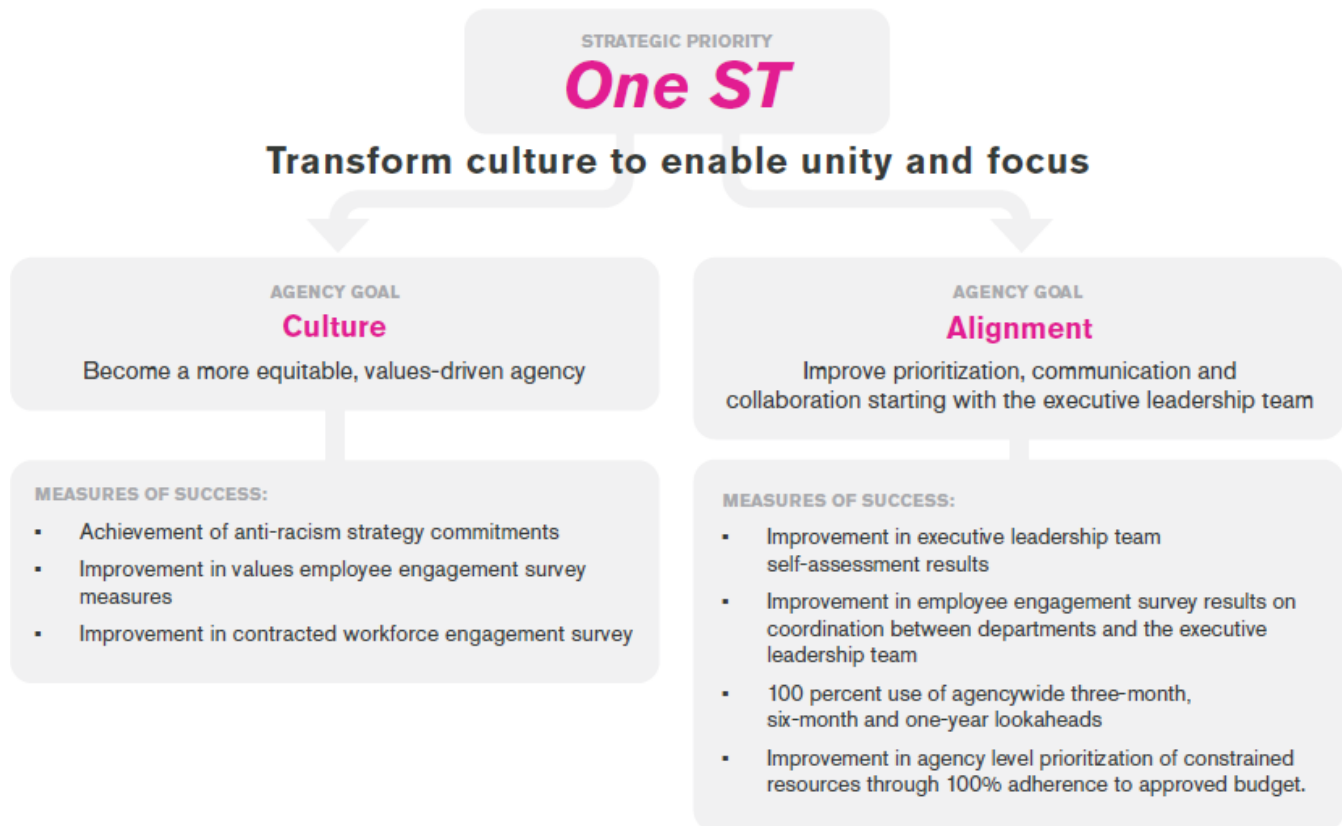 STRATEGIC PRIORITY
One ST
Transform culture to enable unity and focus
AGENCY GOAL
Culture
Become a more equitable, values-driven agency
MEASURES OF SUCCESS:
▪ Achievement of anti-racism strategy commitments
▪ Improvement in values employee engagement survey
measures
▪ Improvement in contracted workforce engagement survey
AGENCY GOAL
Alignment
Improve prioritization, communication and
collaboration starting with the executive leadership team
MEASURES OF SUCCESS:
▪ Improvement in executive leadership team
self-assessment results
▪ Improvement in employee engagement survey results on
coordination between departments and the executive
leadership team
▪ 100 percent use of agencywide three-month,
six-month and one-year lookaheads
▪ Improvement in agency level prioritization of constrained
resources through 100% adherence to approved budget.